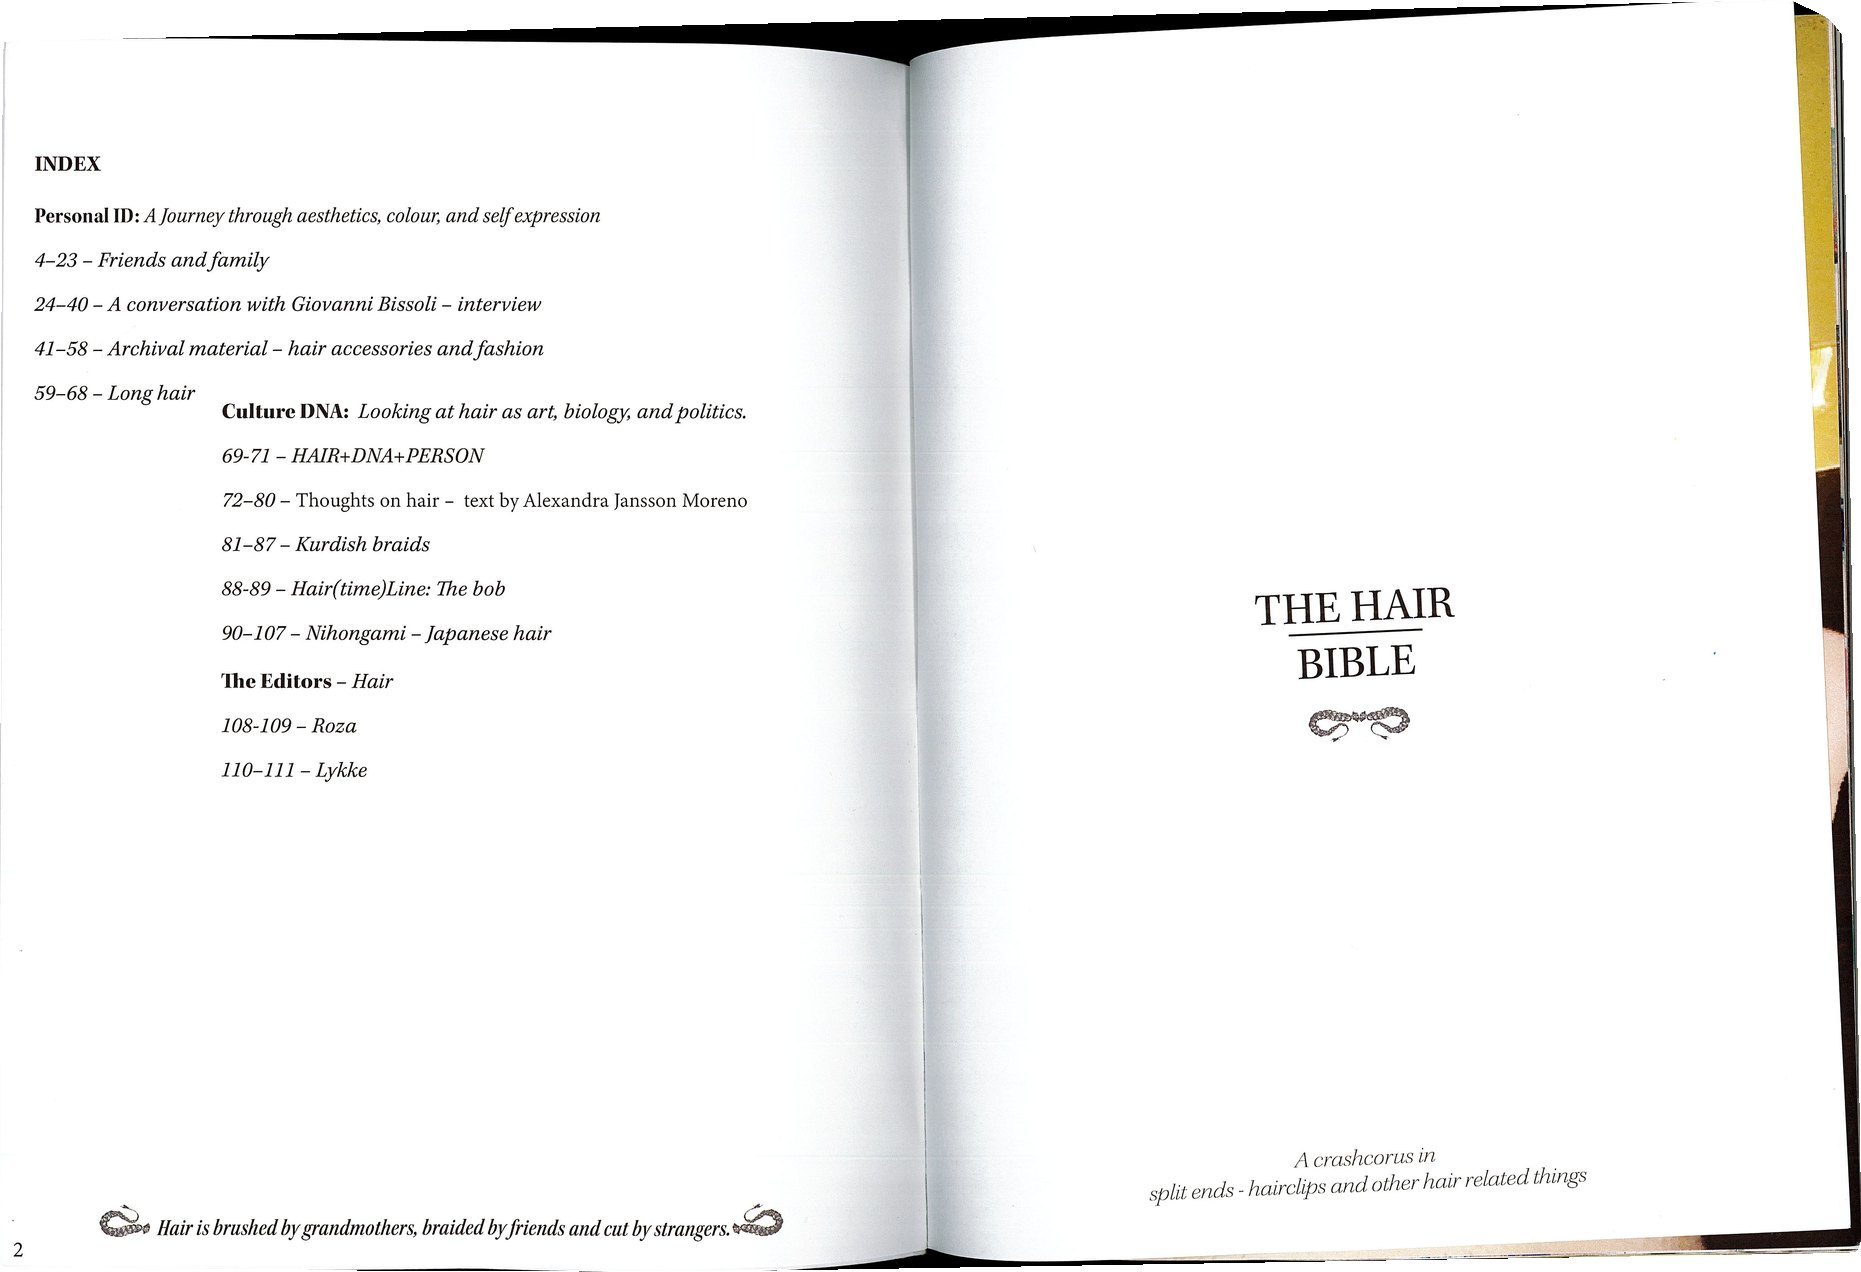 INDEX
Personal ID: A Journey through aesthetics, colour, and self expression
4–23 – Friends and family
24–40 – A conversation with Giovanni Bissoli – interview
41–58 – Archival material – hair accessories and fashion
59–68 – Long hair
Culture DNA: Looking at hair as art, biology, and politics.
69-71 – HAIR+DNA+PERSON
72–80 – Thoughts on hair – text by Alexandra Jansson Moreno
81–87 – Kurdish braids
88-89 – Hair(time)Line: The bob
90–107 – Nihongami – Japanese hair
The Editors – Hair
108-109 – Roza
110–111 – Lykke
Hair is brushed by grandmothers, braided by friends and cut by strangers.
2
THE HAIR
BIBLE
A crashcorus in
split ends - hairclips and other hair related things